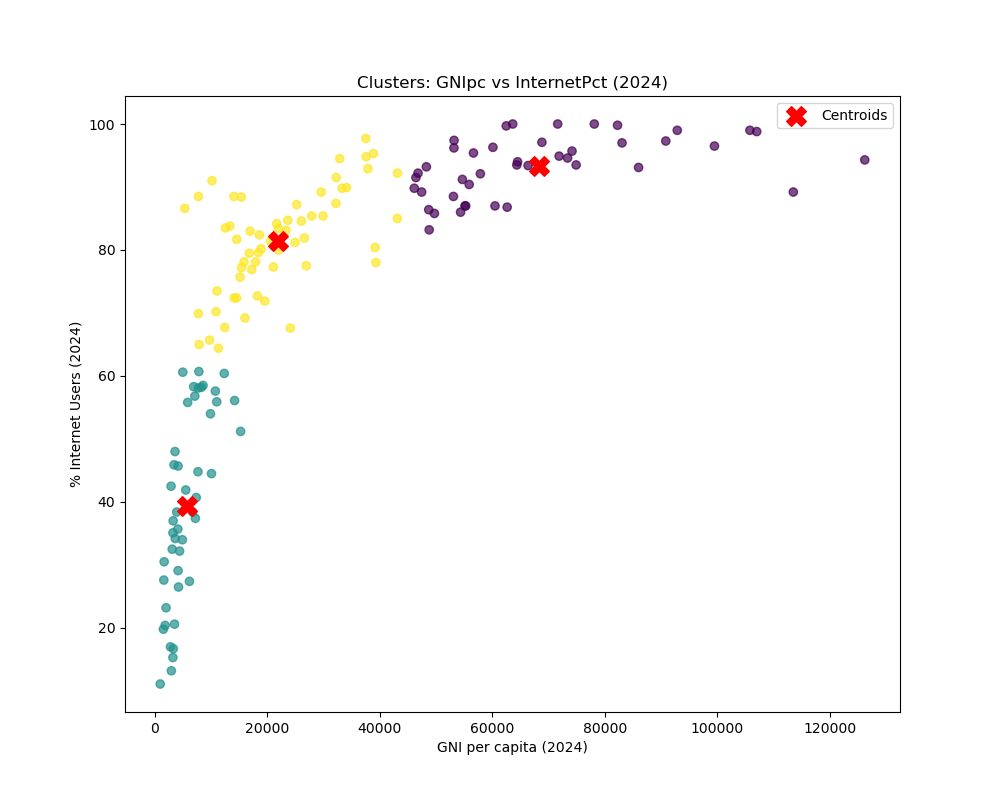 Clusters: GNIpc vs InternetPct (2024)
Centroids
100
80
60
40
20
% Internet Users (2024)
0 20000 40000 60000 80000 100000 120000
GNI per capita (2024)